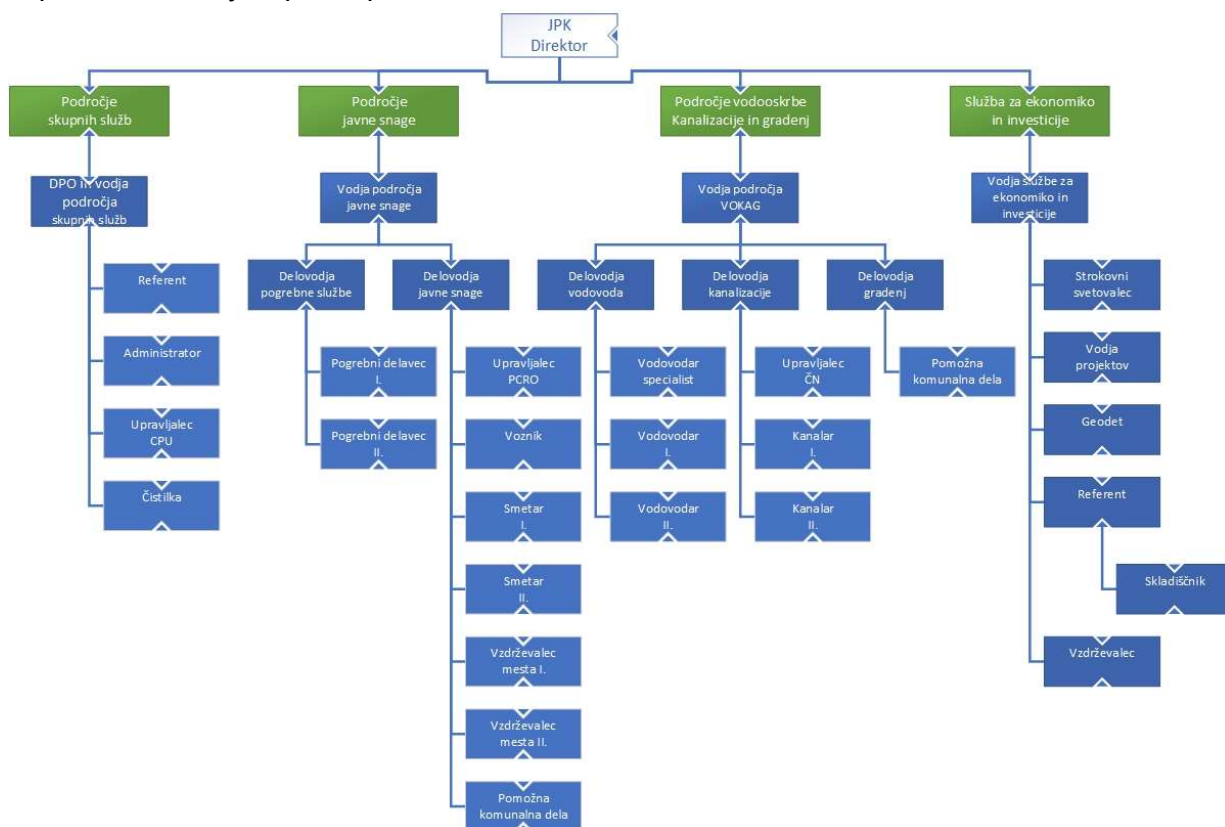 JPK
Direktor
Področje
skupnih služb
Področje
javne snage
Področje vodooskrbe
Kanalizacije in gradenj
Služba za ekonomiko
in investicije
DPO in vodja
področja
skupnih služb
Vodja področja
javne snage
Vodja področja
VOKAG
Vodja službe za
ekonomiko in
investicije
Referent
Administrator
Upravljalec
CPU
Čistilka
Delovodja
pogrebne službe
Delovodja
javne snage
Delovodja
vodovoda
Delovodja
kanalizacije
Delovodja
gradenj
Pogrebni delavec
I.
Pogrebni delavec
II.
Upravljalec
PCRO
Voznik
Smetar
I.
Smetar
II.
Vzdrževalec
mesta I.
Vzdrževalec
mesta II.
Pomožna
komunalna dela
Vodovodar
specialist
Vodovodar
I.
Vodovodar
II.
Upravljalec
ČN
Kanalar
I.
Kanalar
II.
Pomožna
komunalna dela
Strokovni
svetovalec
Vodja
projektov
Geodet
Referent
Skladiščnik
Vzdrževalec